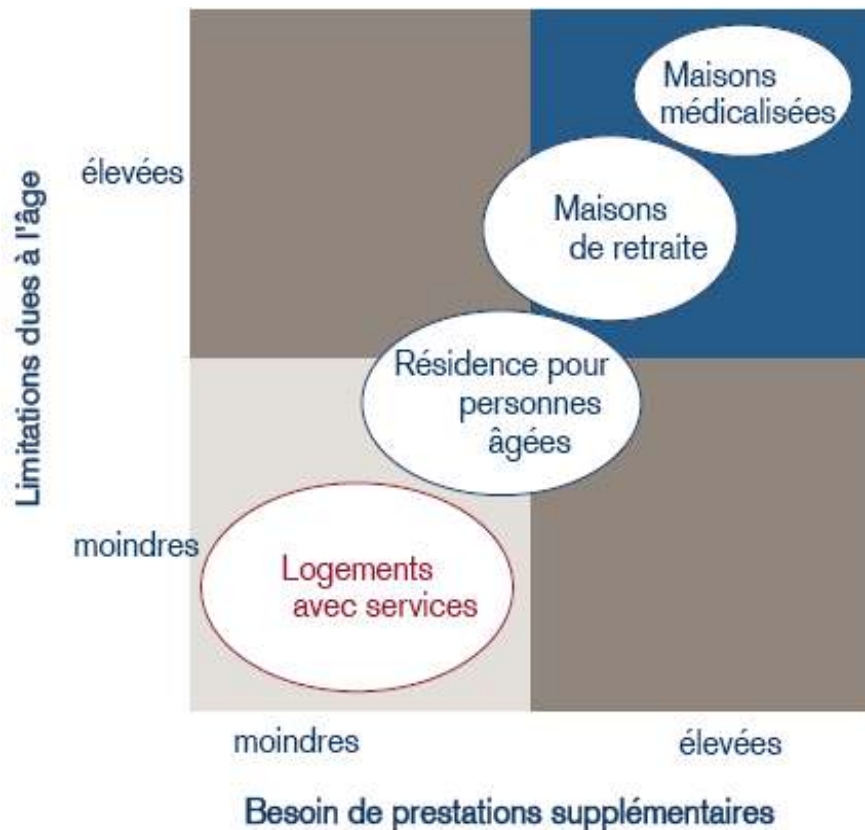 Maisons
médicalisées
élevées
Maisons
de retraite
Limitations dues à l'âge
Résidence pour
personnes
âgées
moindres
Logements
avec services
moindres
élevées
Besoin de prestations supplémentaires